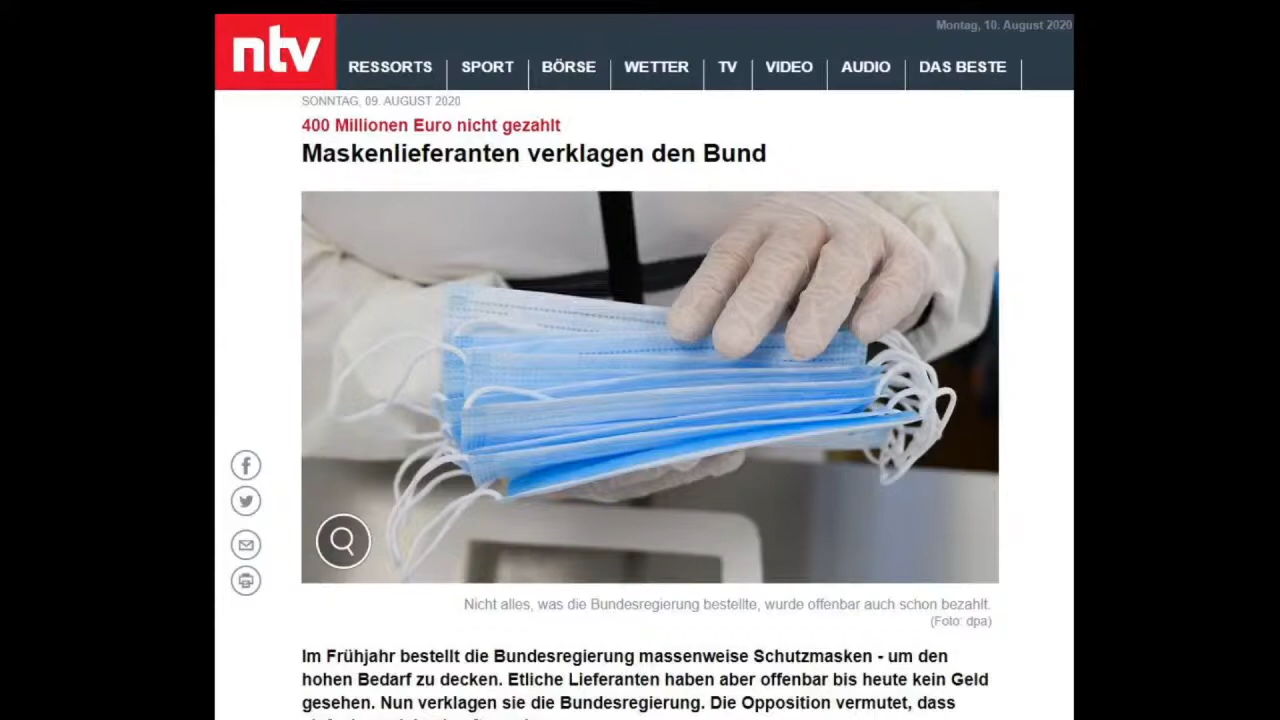 Montag, 10. August 2020
ntv
RESSORTS SPORT BÖRSE WETTER TV VIDEO AUDIO DAS BESTE
SONNTAG, 09. AUGUST 2020
400 Millionen Euro nicht gezahlt
Maskenlieferanten verklagen den Bund
Nicht alles, was die Bundesregierung bestellte, wurde offenbar auch schon bezahlt.
(Foto: dpa)
Im Frühjahr bestellt die Bundesregierung massenweise Schutzmasken - um den
hohen Bedarf zu decken. Etliche Lieferanten haben aber offenbar bis heute kein Geld
gesehen. Nun verklagen sie die Bundesregierung. Die Opposition vermutet, dass